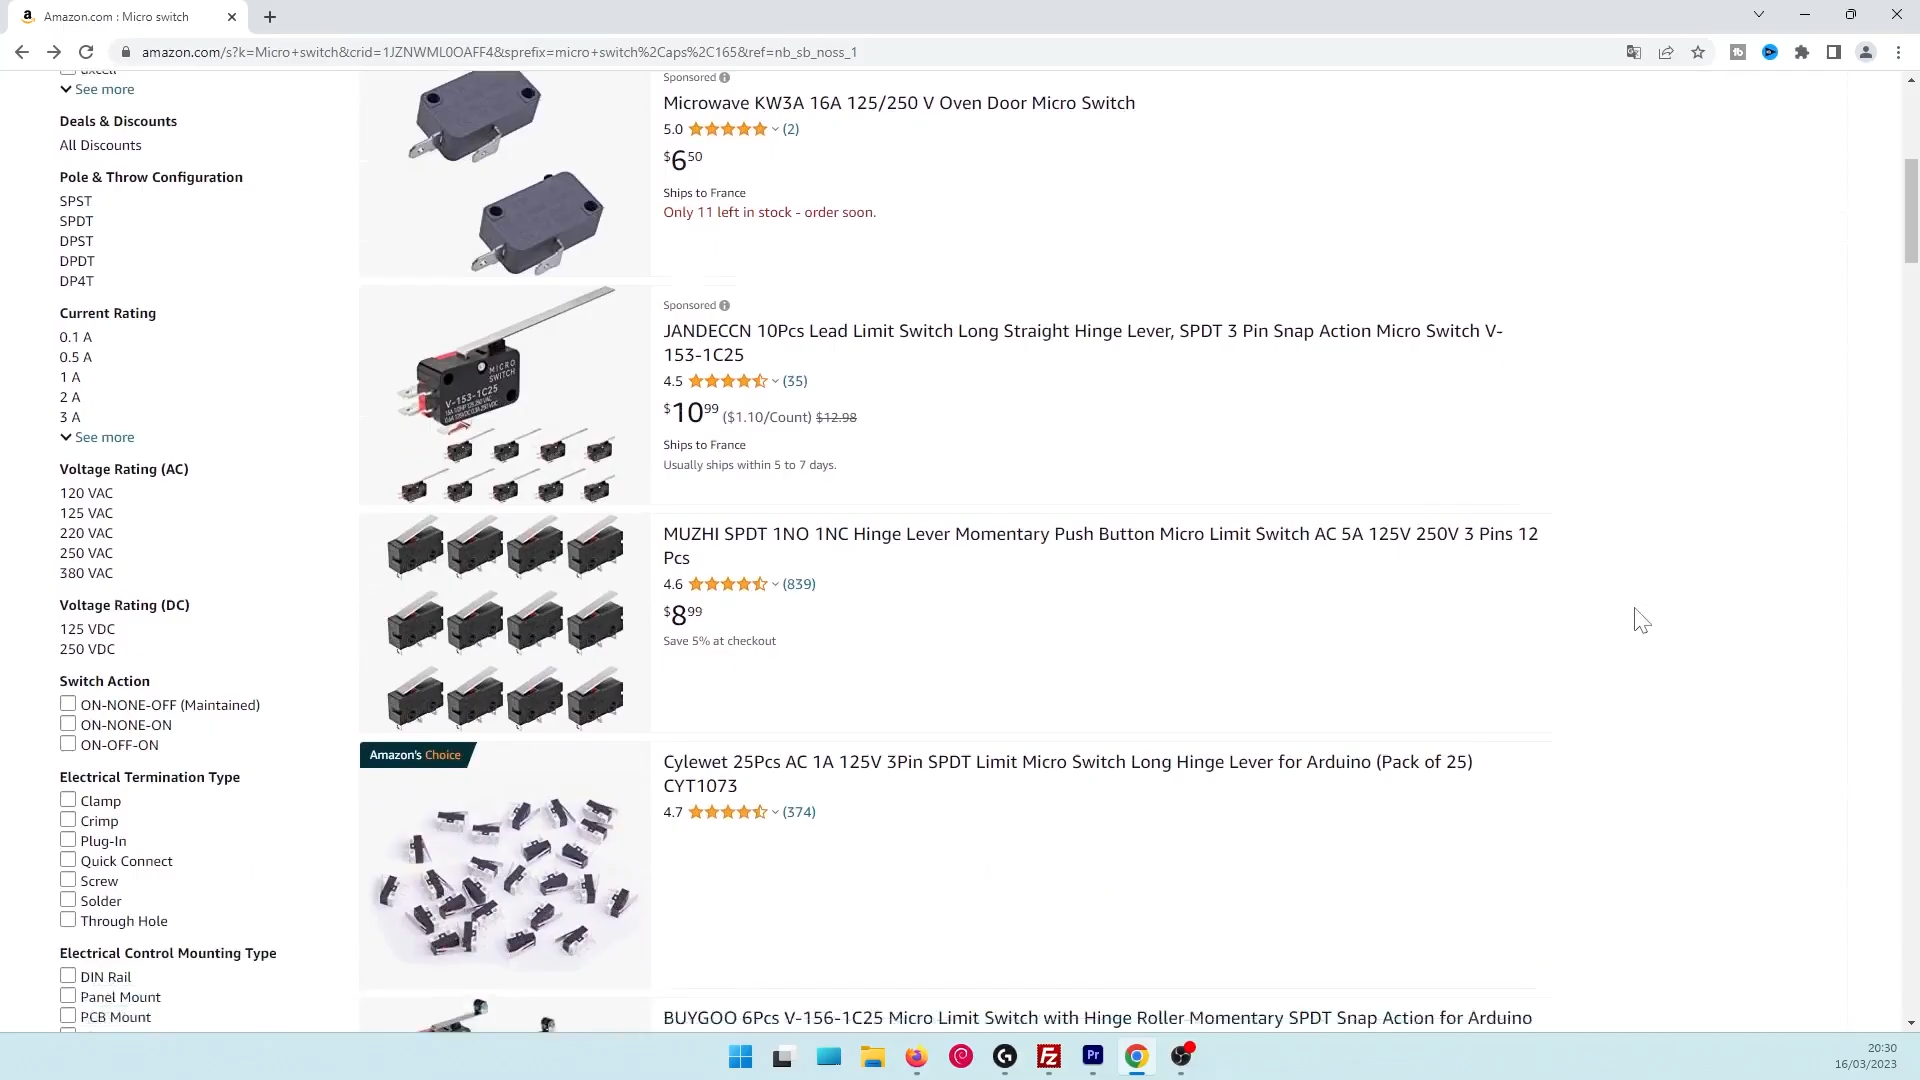 Amazon.com : Micro switch
amazon.com/s?k=Micro+switch&crid=1JZNWML0OAFF4&sprefix=micro+switch%2Caps%2C165&ref=nb_sb_noss_1
See more
Deals & Discounts
All Discounts
Pole & Throw Configuration
SPST
SPDT
DPST
DPDT
DP4T
Current Rating
0.1 A
0.5 A
1 A
2 A
3 A
See more
Voltage Rating (AC)
120 VAC
125 VAC
220 VAC
250 VAC
380 VAC
Voltage Rating (DC)
125 VDC
250 VDC
Switch Action
ON-NONE-OFF (Maintained)
ON-NONE-ON
ON-OFF-ON
Electrical Termination Type
Clamp
Crimp
Plug-In
Quick Connect
Screw
Solder
Through Hole
Electrical Control Mounting Type
DIN Rail
Panel Mount
PCB Mount
Sponsored
Microwave KW3A 16A 125/250 V Oven Door Micro Switch
5.0 (2)
$6.50
Ships to France
Only 11 left in stock - order soon.
MICRO
SWITCH
V-153-1C25
Sponsored
JANDECCN 10Pcs Lead Limit Switch Long Straight Hinge Lever, SPDT 3 Pin Snap Action Micro Switch V-
153-1C25
4.5 (35)
$10.99 ($1.10/Count) $12.98
Ships to France
Usually ships within 5 to 7 days.
MUZHI SPDT 1NO 1NC Hinge Lever Momentary Push Button Micro Limit Switch AC 5A 125V 250V 3 Pins 12
Pcs
4.6 (839)
$8.99
Save 5% at checkout
Amazon's Choice
Cylewet 25Pcs AC 1A 125V 3Pin SPDT Limit Micro Switch Long Hinge Lever for Arduino (Pack of 25)
CYT1073
4.7 (374)
BUYGOO 6Pcs V-156-1C25 Micro Limit Switch with Hinge Roller Momentary SPDT Snap Action for Arduino
Fz
Pr
20:30
16/03/2023